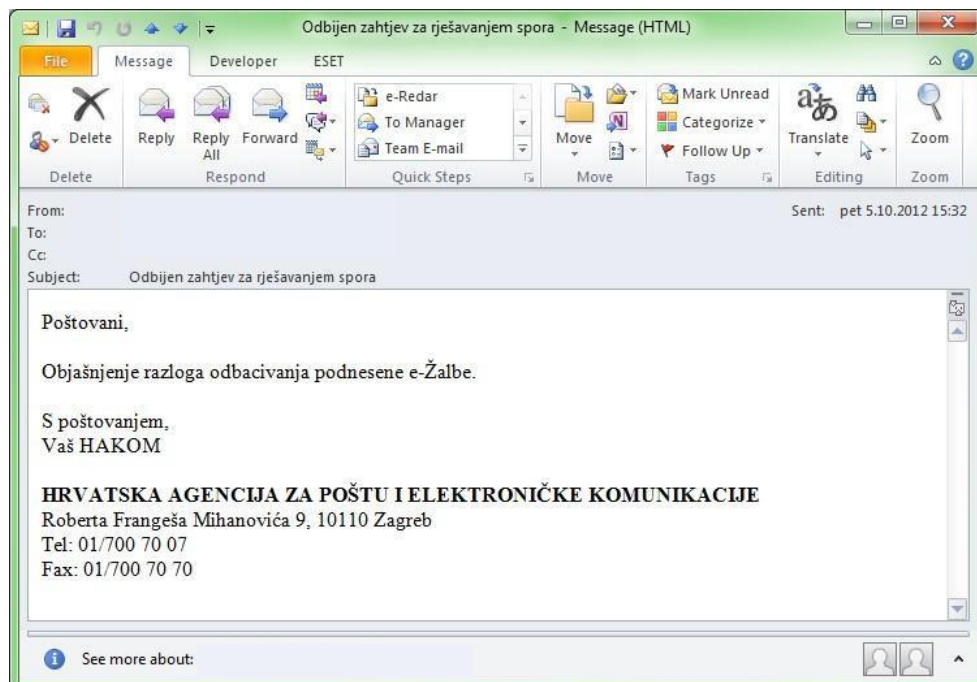 Odbijen zahtjev za rješavanjem spora - Message (HTML)
File Message Developer ESET
Delete
Reply
Reply All
Forward
e-Redar
To Manager
Team E-mail
Move
Mark Unread
Categorize
Follow Up
Translate
Zoom
Delete Respond Quick Steps Move Tags Editing Zoom
From:
Sent: pet 5.10.2012 15:32
To:
Cc:
Subject: Odbijen zahtjev za rješavanjem spora
Poštovani,
Objašnjenje razloga odbacivanja podnesene e-Žalbe.
S poštovanjem,
Vaš HAKOM
HRVATSKA AGENCIJA ZA POŠTU I ELEKTRONIČKE KOMUNIKACIJE
Roberta Frangeša Mihanovića 9, 10110 Zagreb
Tel: 01/700 70 07
Fax: 01/700 70 70
See more about: